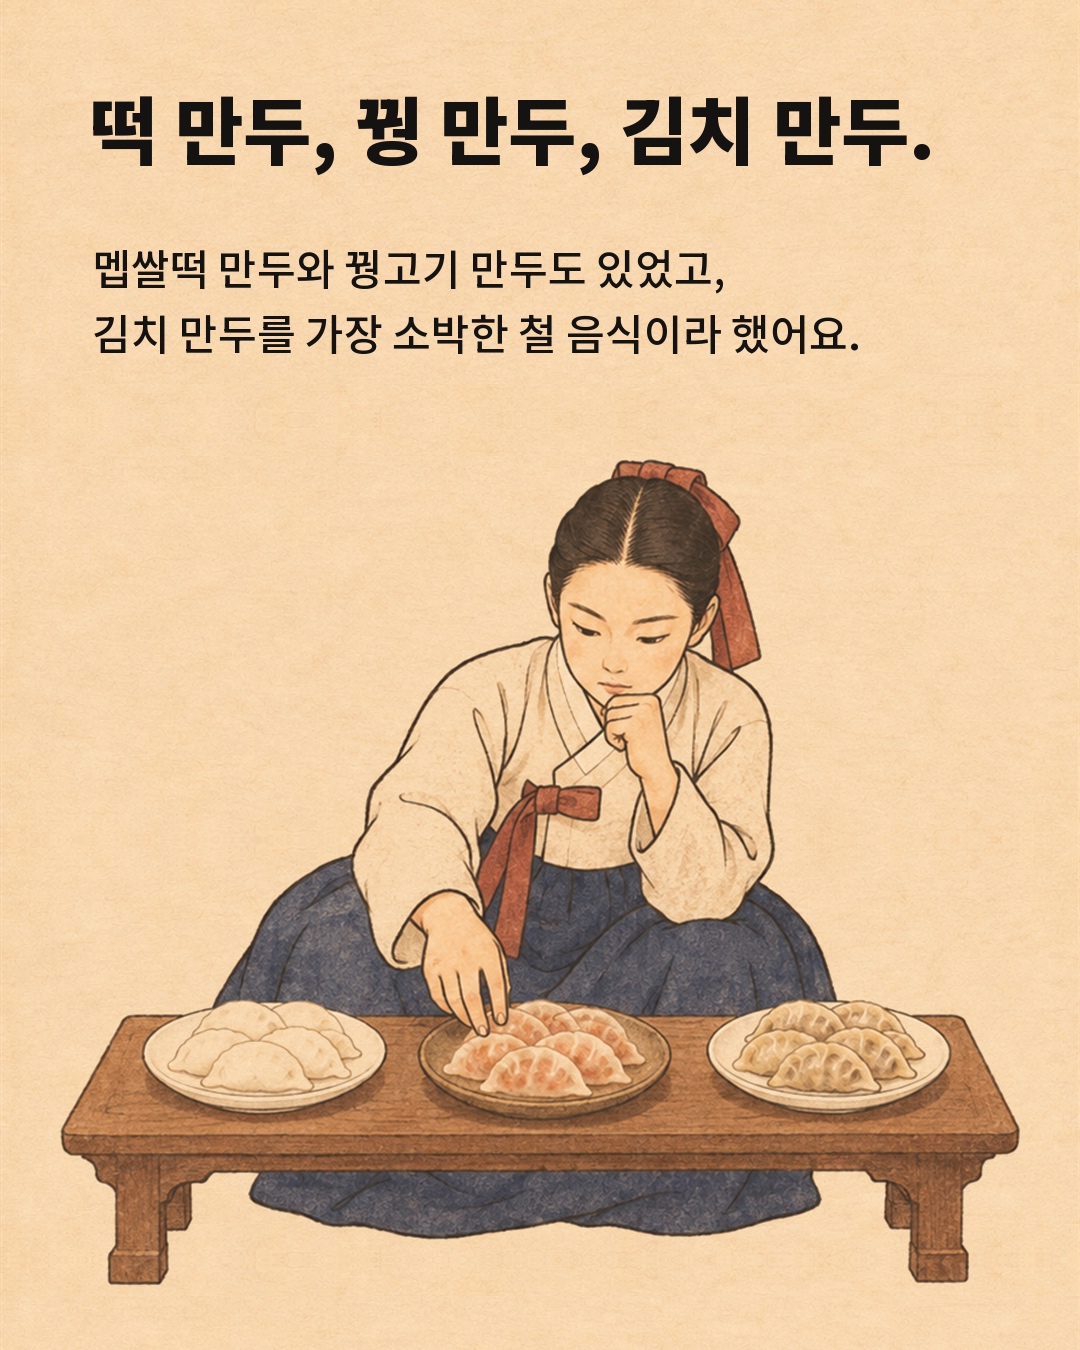 떡 만두, 꿩 만두, 김치 만두.
멥쌀떡 만두와 꿩고기 만두도 있었고,
김치 만두를 가장 소박한 철 음식이라 했어요.